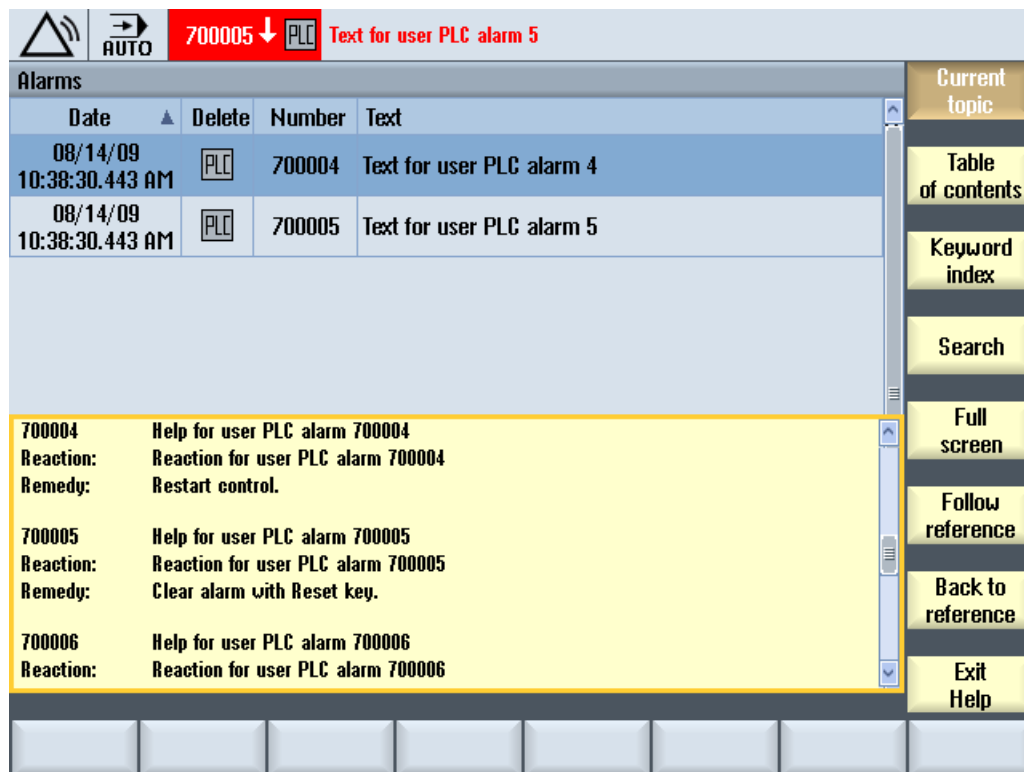 AUTO
700005 PLC Text for user PLC alarm 5
Alarms
Date Delete Number Text
08/14/09
10:38:30.443 AM
PLC 700004 Text for user PLC alarm 4
08/14/09
10:38:30.443 AM
PLC 700005 Text for user PLC alarm 5
700004 Help for user PLC alarm 700004
Reaction: Reaction for user PLC alarm 700004
Remedy: Restart control.
700005 Help for user PLC alarm 700005
Reaction: Reaction for user PLC alarm 700005
Remedy: Clear alarm with Reset key.
700006 Help for user PLC alarm 700006
Reaction: Reaction for user PLC alarm 700006
Current
topic
Table
of contents
Keyword
index
Search
Full
screen
Follow
reference
Back to
reference
Exit
Help